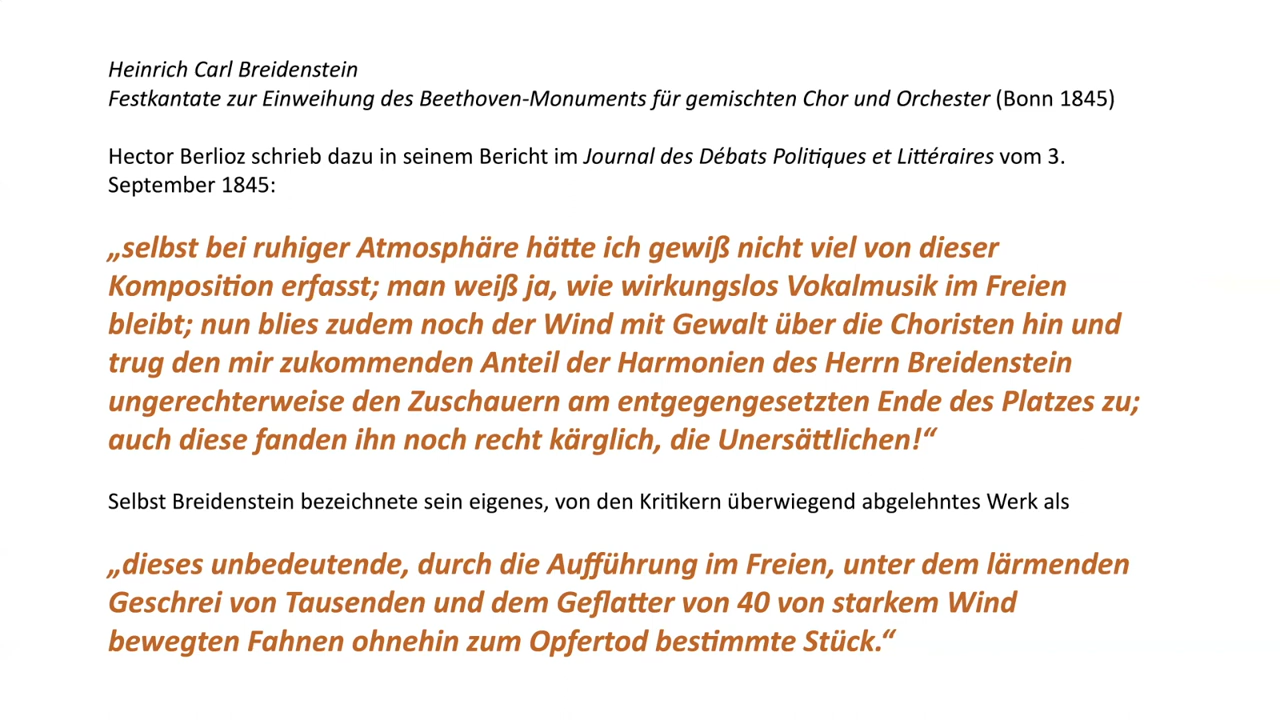 Heinrich Carl Breidenstein
Festkantate zur Einweihung des Beethoven-Monuments für gemischten Chor und Orchester (Bonn 1845)
Hector Berlioz schrieb dazu in seinem Bericht im Journal des Débats Politiques et Littéraires vom 3.
September 1845:
„selbst bei ruhiger Atmosphäre hätte ich gewiß nicht viel von dieser
Komposition erfasst; man weiß ja, wie wirkungslos Vokalmusik im Freien
bleibt; nun blies zudem noch der Wind mit Gewalt über die Choristen hin und
trug den mir zukommenden Anteil der Harmonien des Herrn Breidenstein
ungerechterweise den Zuschauern am entgegengesetzten Ende des Platzes zu;
auch diese fanden ihn noch recht kärglich, die Unersättlichen!“
Selbst Breidenstein bezeichnete sein eigenes, von den Kritikern überwiegend abgelehntes Werk als
„dieses unbedeutende, durch die Aufführung im Freien, unter dem lärmenden
Geschrei von Tausenden und dem Geflatter von 40 von starkem Wind
bewegten Fahnen ohnehin zum Opfertod bestimmte Stück.“